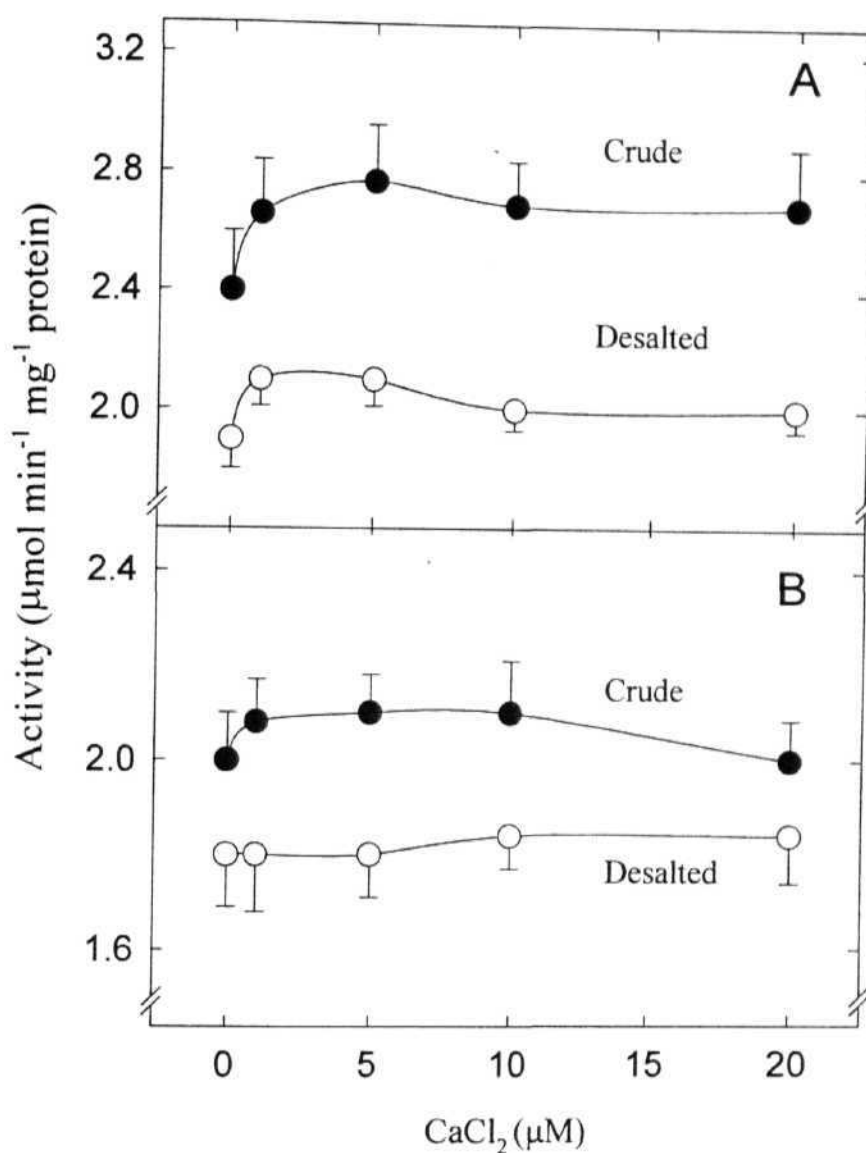 A
3.2
Crude
2.8
2.4
Desalted
2.0
Activity (μmol min⁻¹ mg⁻¹ protein)
B
2.4
Crude
2.0
Desalted
1.6
0 5 10 15 20
CaCl₂ (μM)